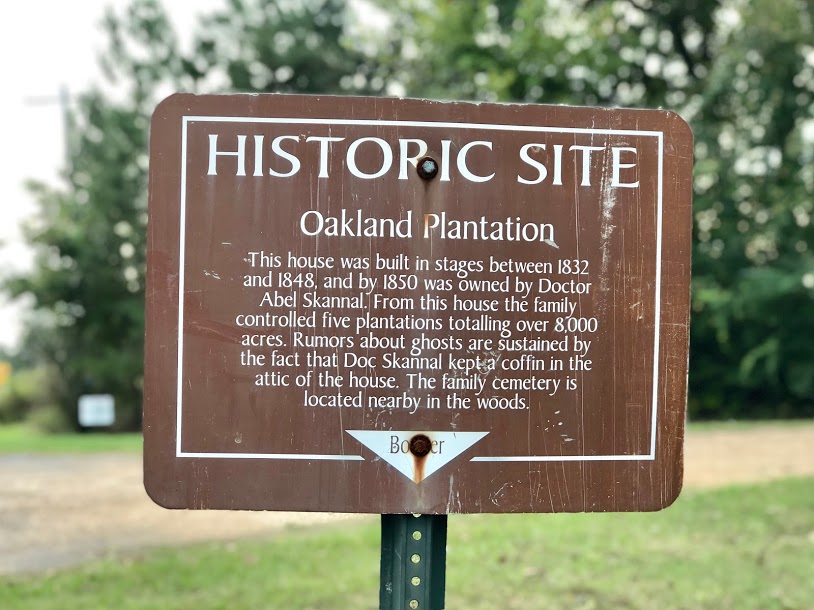 HISTORIC SITE
Oakland Plantation
This house was built in stages between 1832
and 1848, and by 1850 was owned by Doctor
Abel Skannal. From this house the family
controlled five plantations totalling over 8,000
acres. Rumors about ghosts are sustained by
the fact that Doc Skannal kept a coffin in the
attic of the house. The family cemetery is
located nearby in the woods.